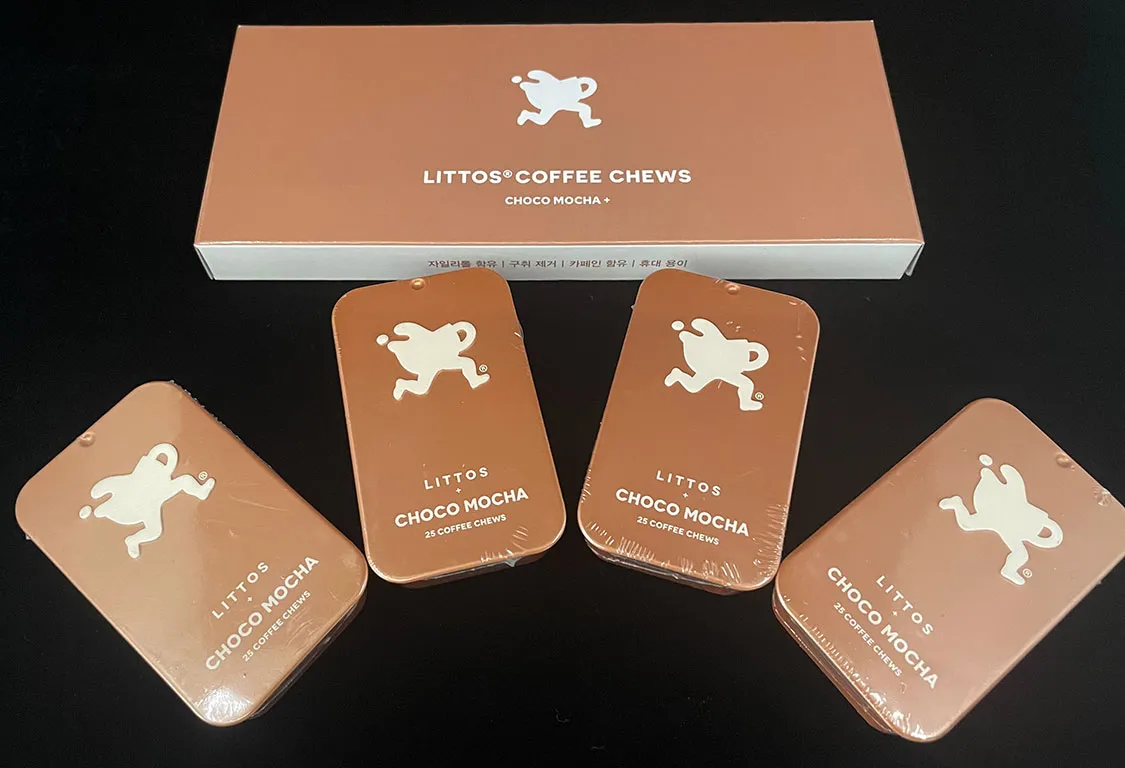 LITTOS® COFFEE CHEWS
CHOCO MOCHA +
자일리톨 함유 | 구취 제거 | 카페인 함유 | 휴대 용이
LITTOS
+
CHOCO MOCHA
25 COFFEE CHEWS
®
LITTOS
+
CHOCO MOCHA
25 COFFEE CHEWS
®
LITTOS
+
CHOCO MOCHA
25 COFFEE CHEWS
®
LITTOS
+
CHOCO MOCHA
25 COFFEE CHEWS
®